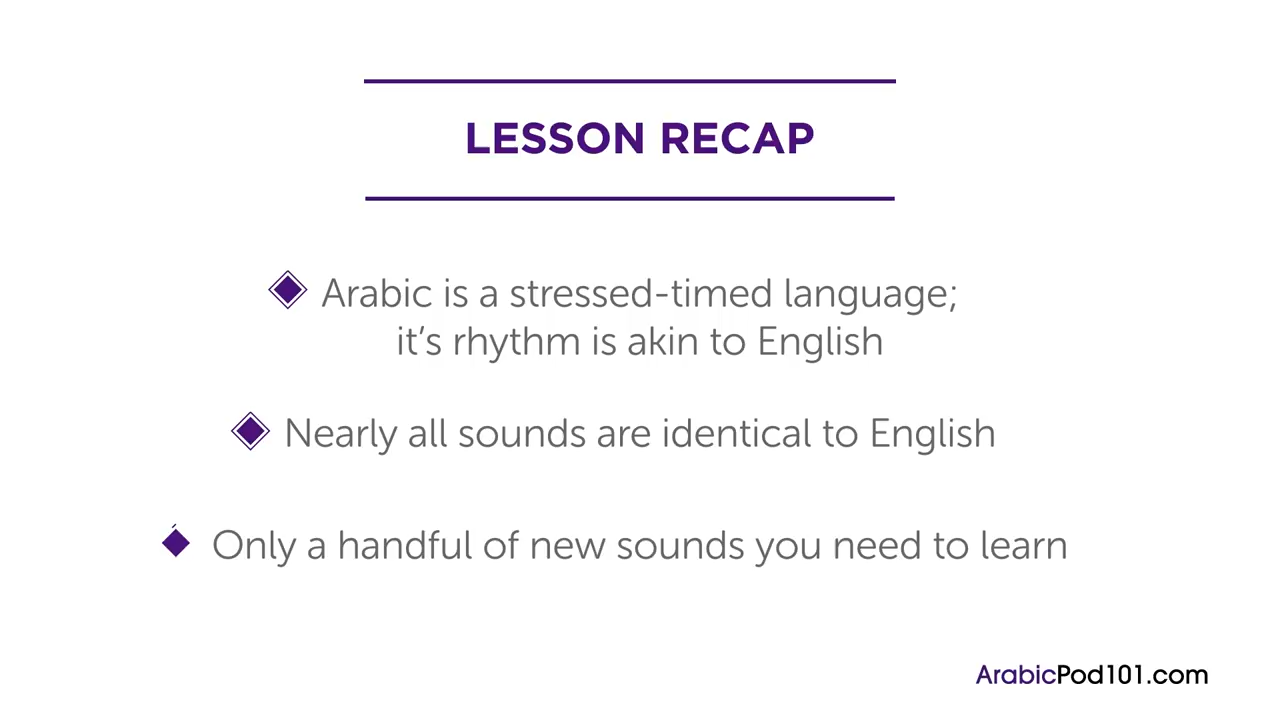 LESSON RECAP
Arabic is a stressed-timed language;
it's rhythm is akin to English
Nearly all sounds are identical to English
Only a handful of new sounds you need to learn
ArabicPod101.com